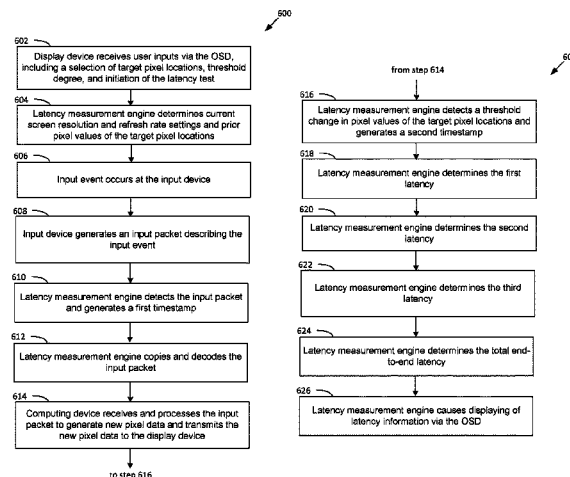 600
602
Display device receives user inputs via the OSD,
including a selection of target pixel locations, threshold
degree, and initiation of the latency test
604
Latency measurement engine determines current
screen resolution and refresh rate settings and prior
pixel values of the target pixel locations
606
Input event occurs at the input device
608
Input device generates an input packet describing the
input event
610
Latency measurement engine detects the input packet
and generates a first timestamp
612
Latency measurement engine copies and decodes the
input packet
614
Computing device receives and processes the input
packet to generate new pixel data and transmits the
new pixel data to the display device
to step 616
60
from step 614
616
Latency measurement engine detects a threshold
change in pixel values of the target pixel locations and
generates a second timestamp
618
Latency measurement engine determines the first
latency
620
Latency measurement engine determines the second
latency
622
Latency measurement engine determines the third
latency
624
Latency measurement engine determines the total end-
to-end latency
626
Latency measurement engine causes displaying of
latency information via the OSD